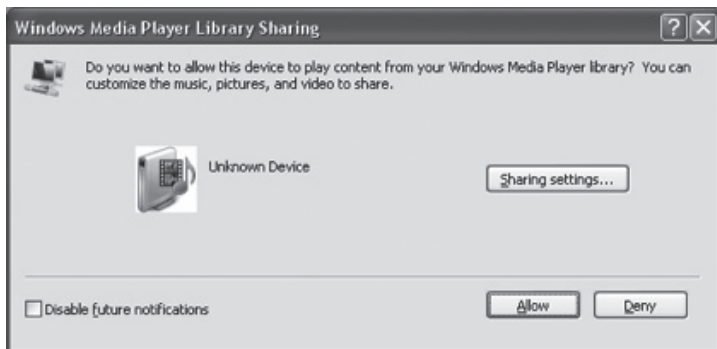 Windows Media Player Library Sharing
Do you want to allow this device to play content from your Windows Media Player library? You can
customize the music, pictures, and video to share.
Unknown Device
Sharing settings...
Disable future notifications
Allow
Deny